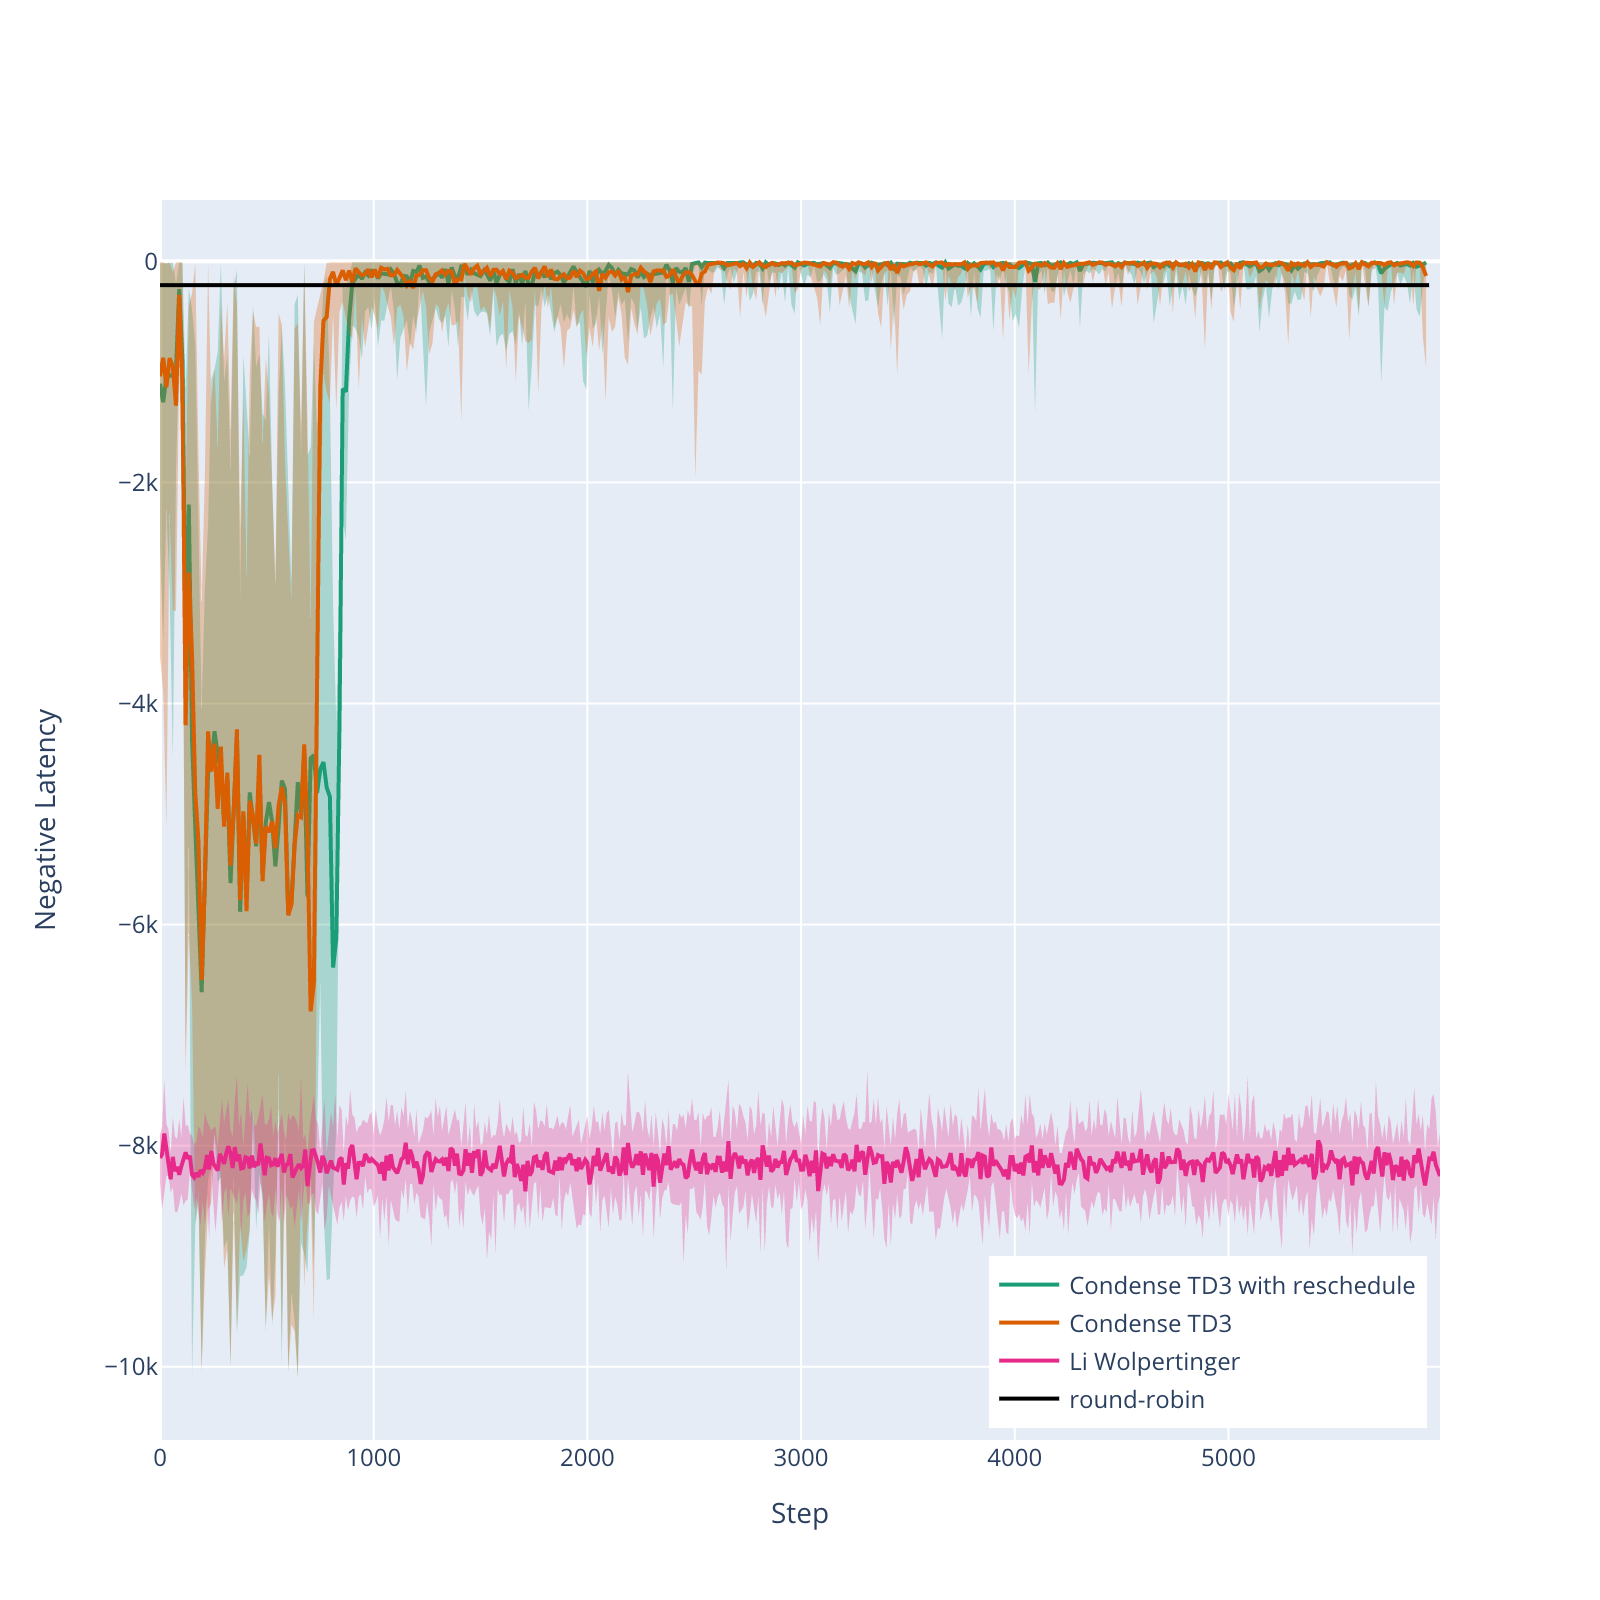 0
−2k
−4k
−6k
−8k
−10k
Negative Latency
0 1000 2000 3000 4000 5000
Step
Condense TD3 with reschedule
Condense TD3
Li Wolpertinger
round-robin